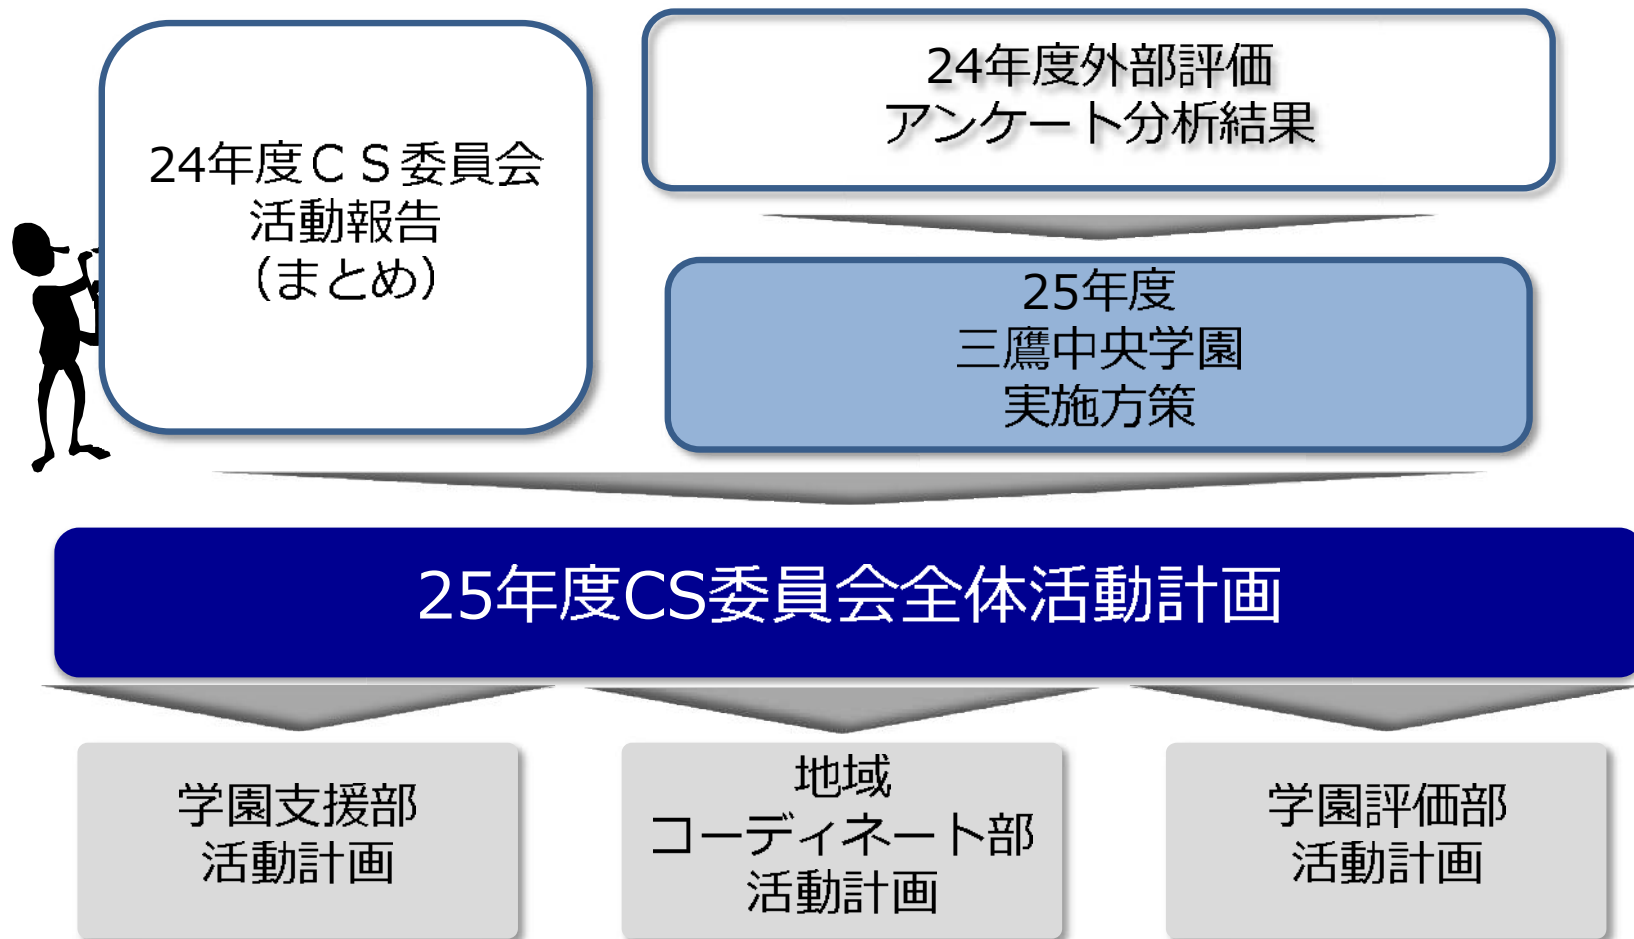 24年度ＣＳ委員会
活動報告
（まとめ）
24年度外部評価
アンケート分析結果
25年度
三鷹中央学園
実施方策
25年度CS委員会全体活動計画
学園支援部
活動計画
地域
コーディネート部
活動計画
学園評価部
活動計画